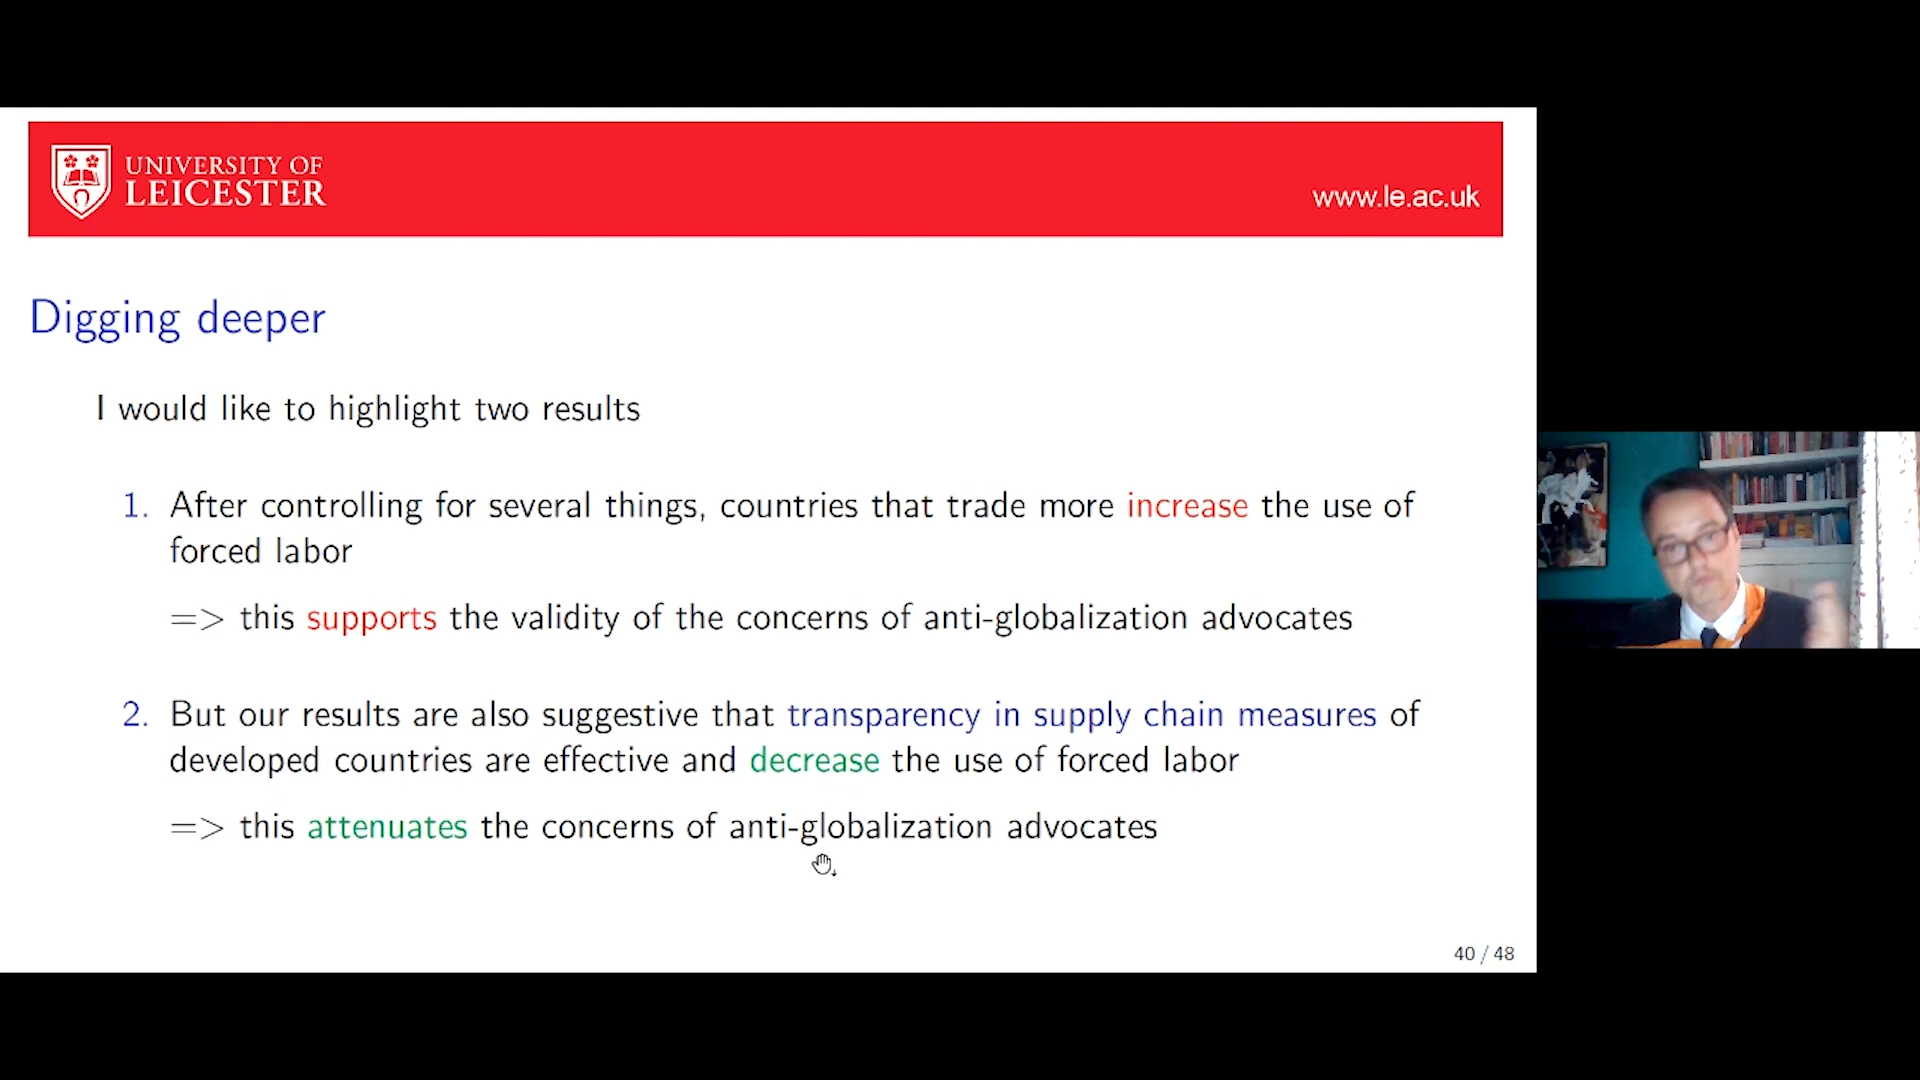 UNIVERSITY OF
LEICESTER
www.le.ac.uk
Digging deeper
I would like to highlight two results
1. After controlling for several things, countries that trade more increase the use of
forced labor
=> this supports the validity of the concerns of anti-globalization advocates
2. But our results are also suggestive that transparency in supply chain measures of
developed countries are effective and decrease the use of forced labor
=> this attenuates the concerns of anti-globalization advocates
40 / 48